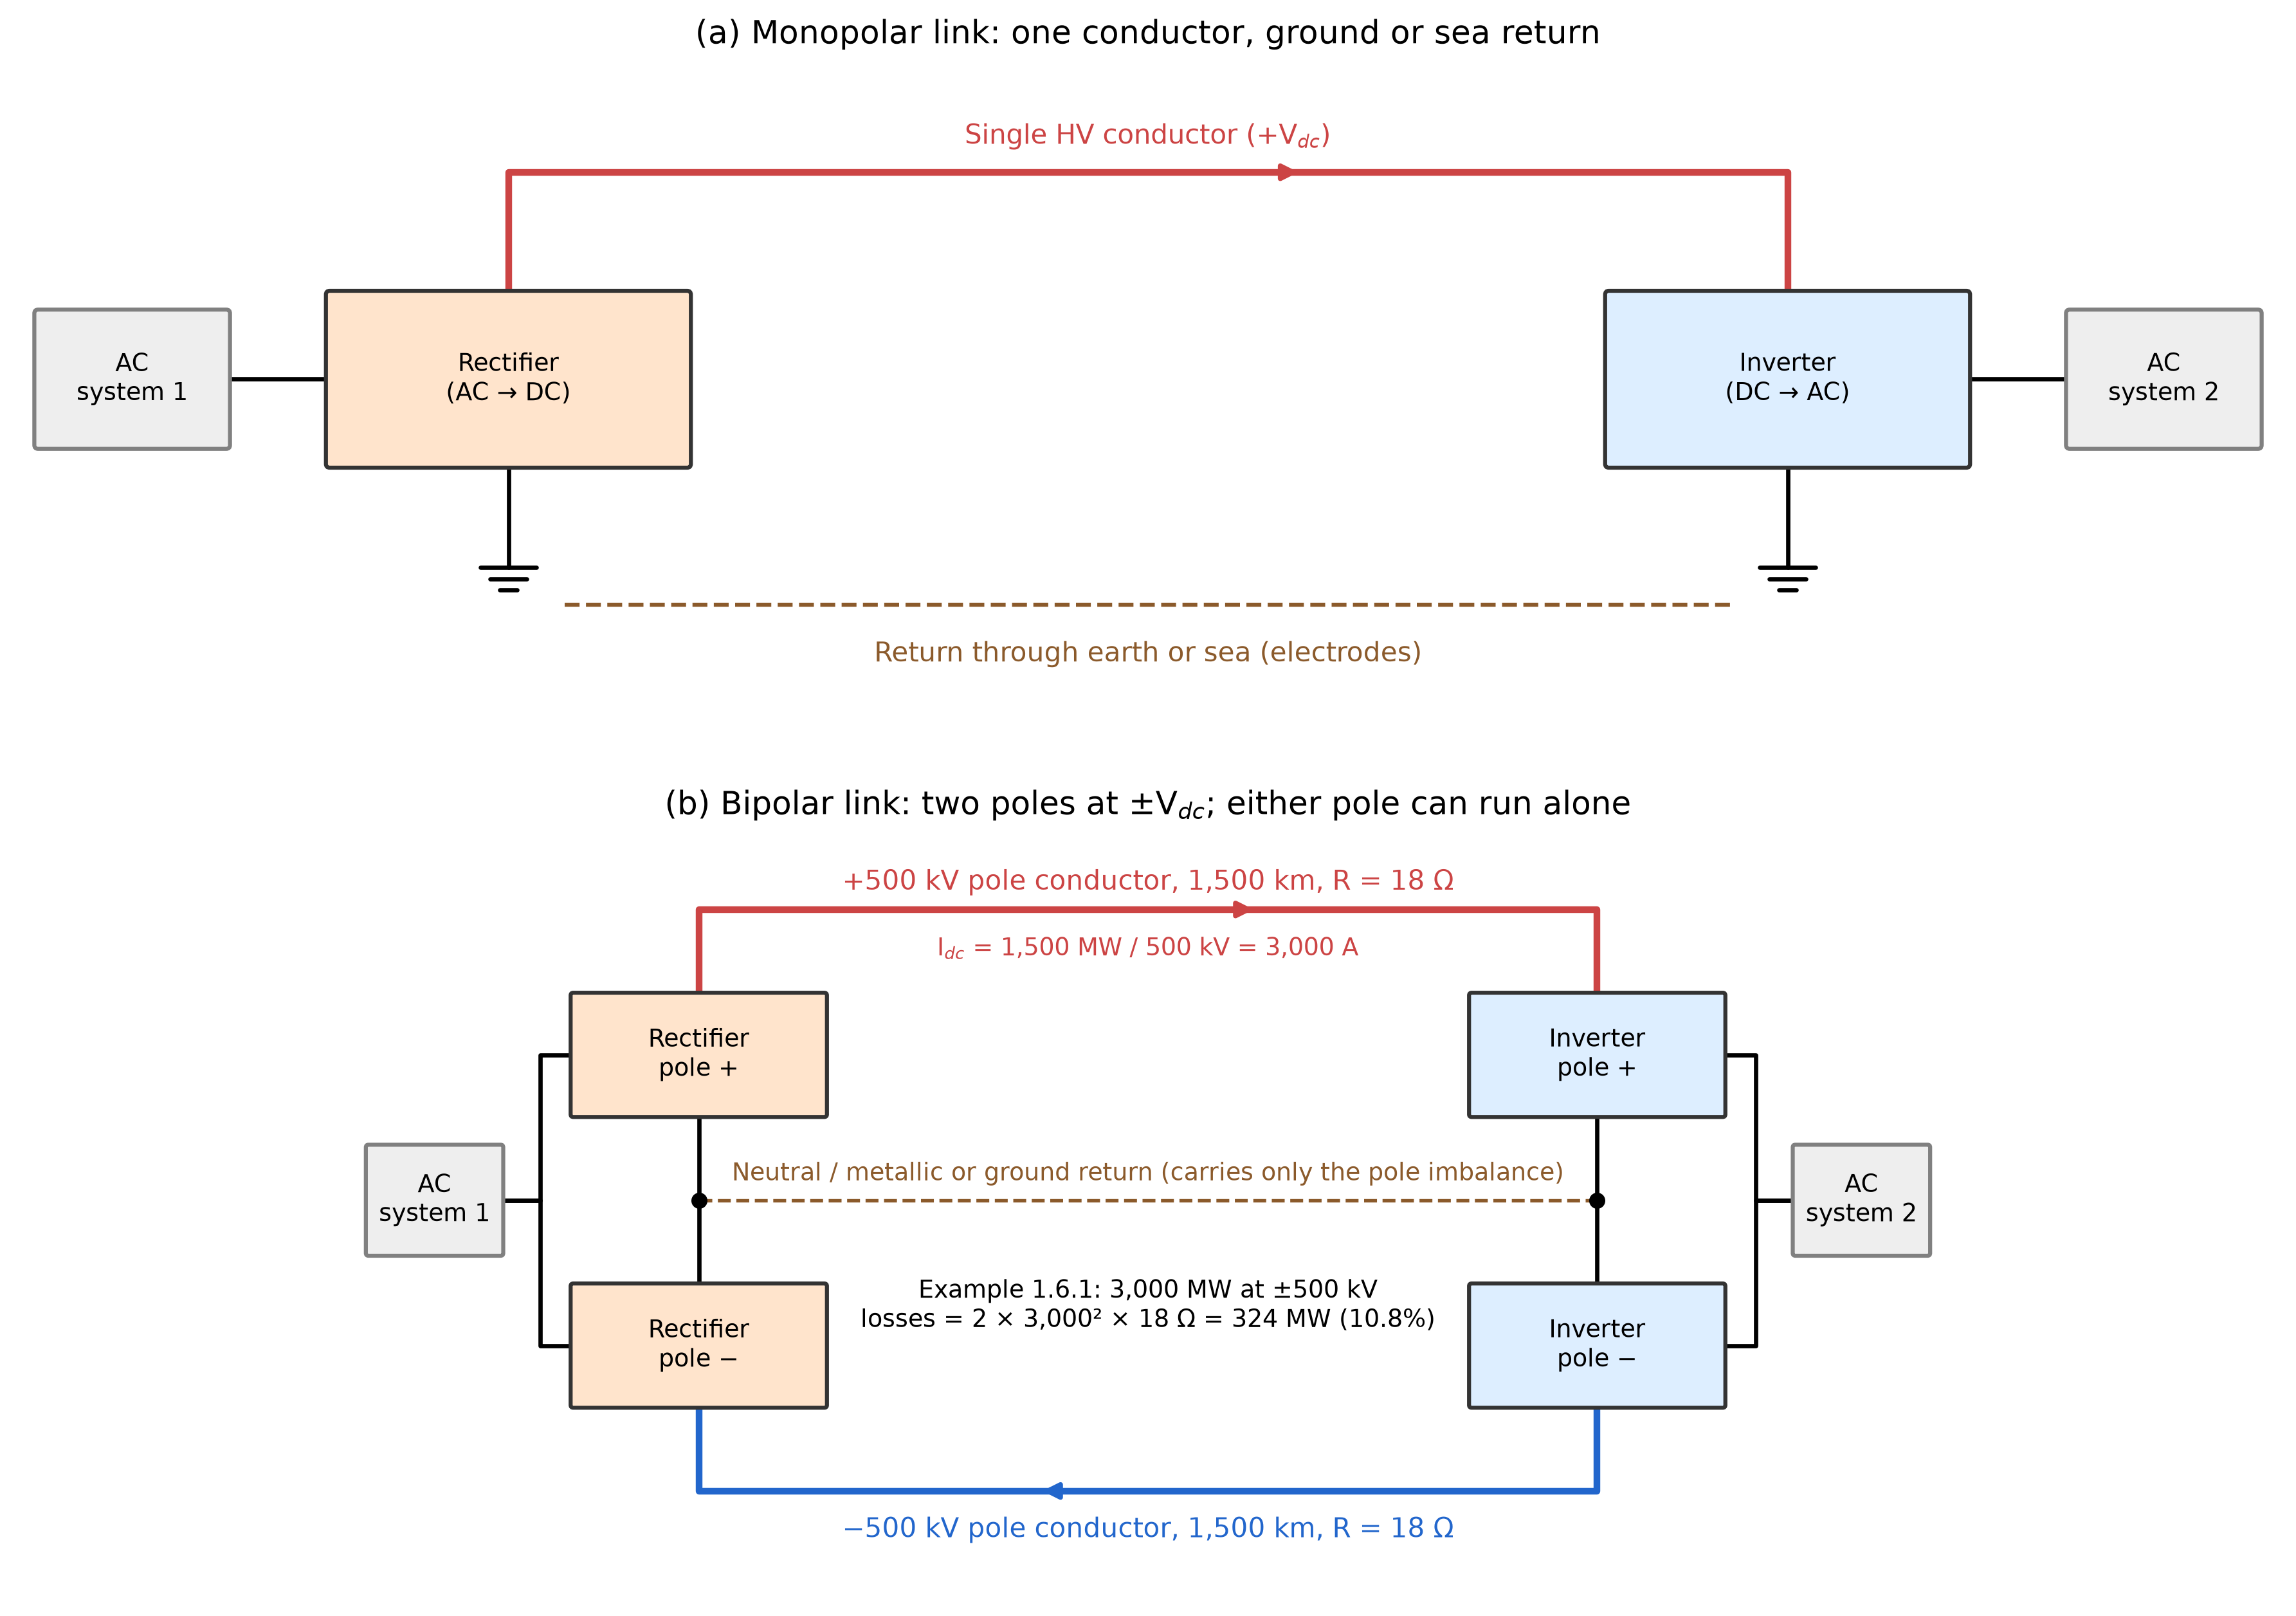 (a) Monopolar link: one conductor, ground or sea return
Single HV conductor (+V_dc)
AC
system 1
Rectifier
(AC → DC)
Inverter
(DC → AC)
AC
system 2
Return through earth or sea (electrodes)
(b) Bipolar link: two poles at ±V_dc; either pole can run alone
+500 kV pole conductor, 1,500 km, R = 18 Ω
I_dc = 1,500 MW / 500 kV = 3,000 A
Rectifier
pole +
Inverter
pole +
AC
system 1
Neutral / metallic or ground return (carries only the pole imbalance)
AC
system 2
Rectifier
pole −
Example 1.6.1: 3,000 MW at ±500 kV
losses = 2 × 3,000² × 18 Ω = 324 MW (10.8%)
Inverter
pole −
−500 kV pole conductor, 1,500 km, R = 18 Ω